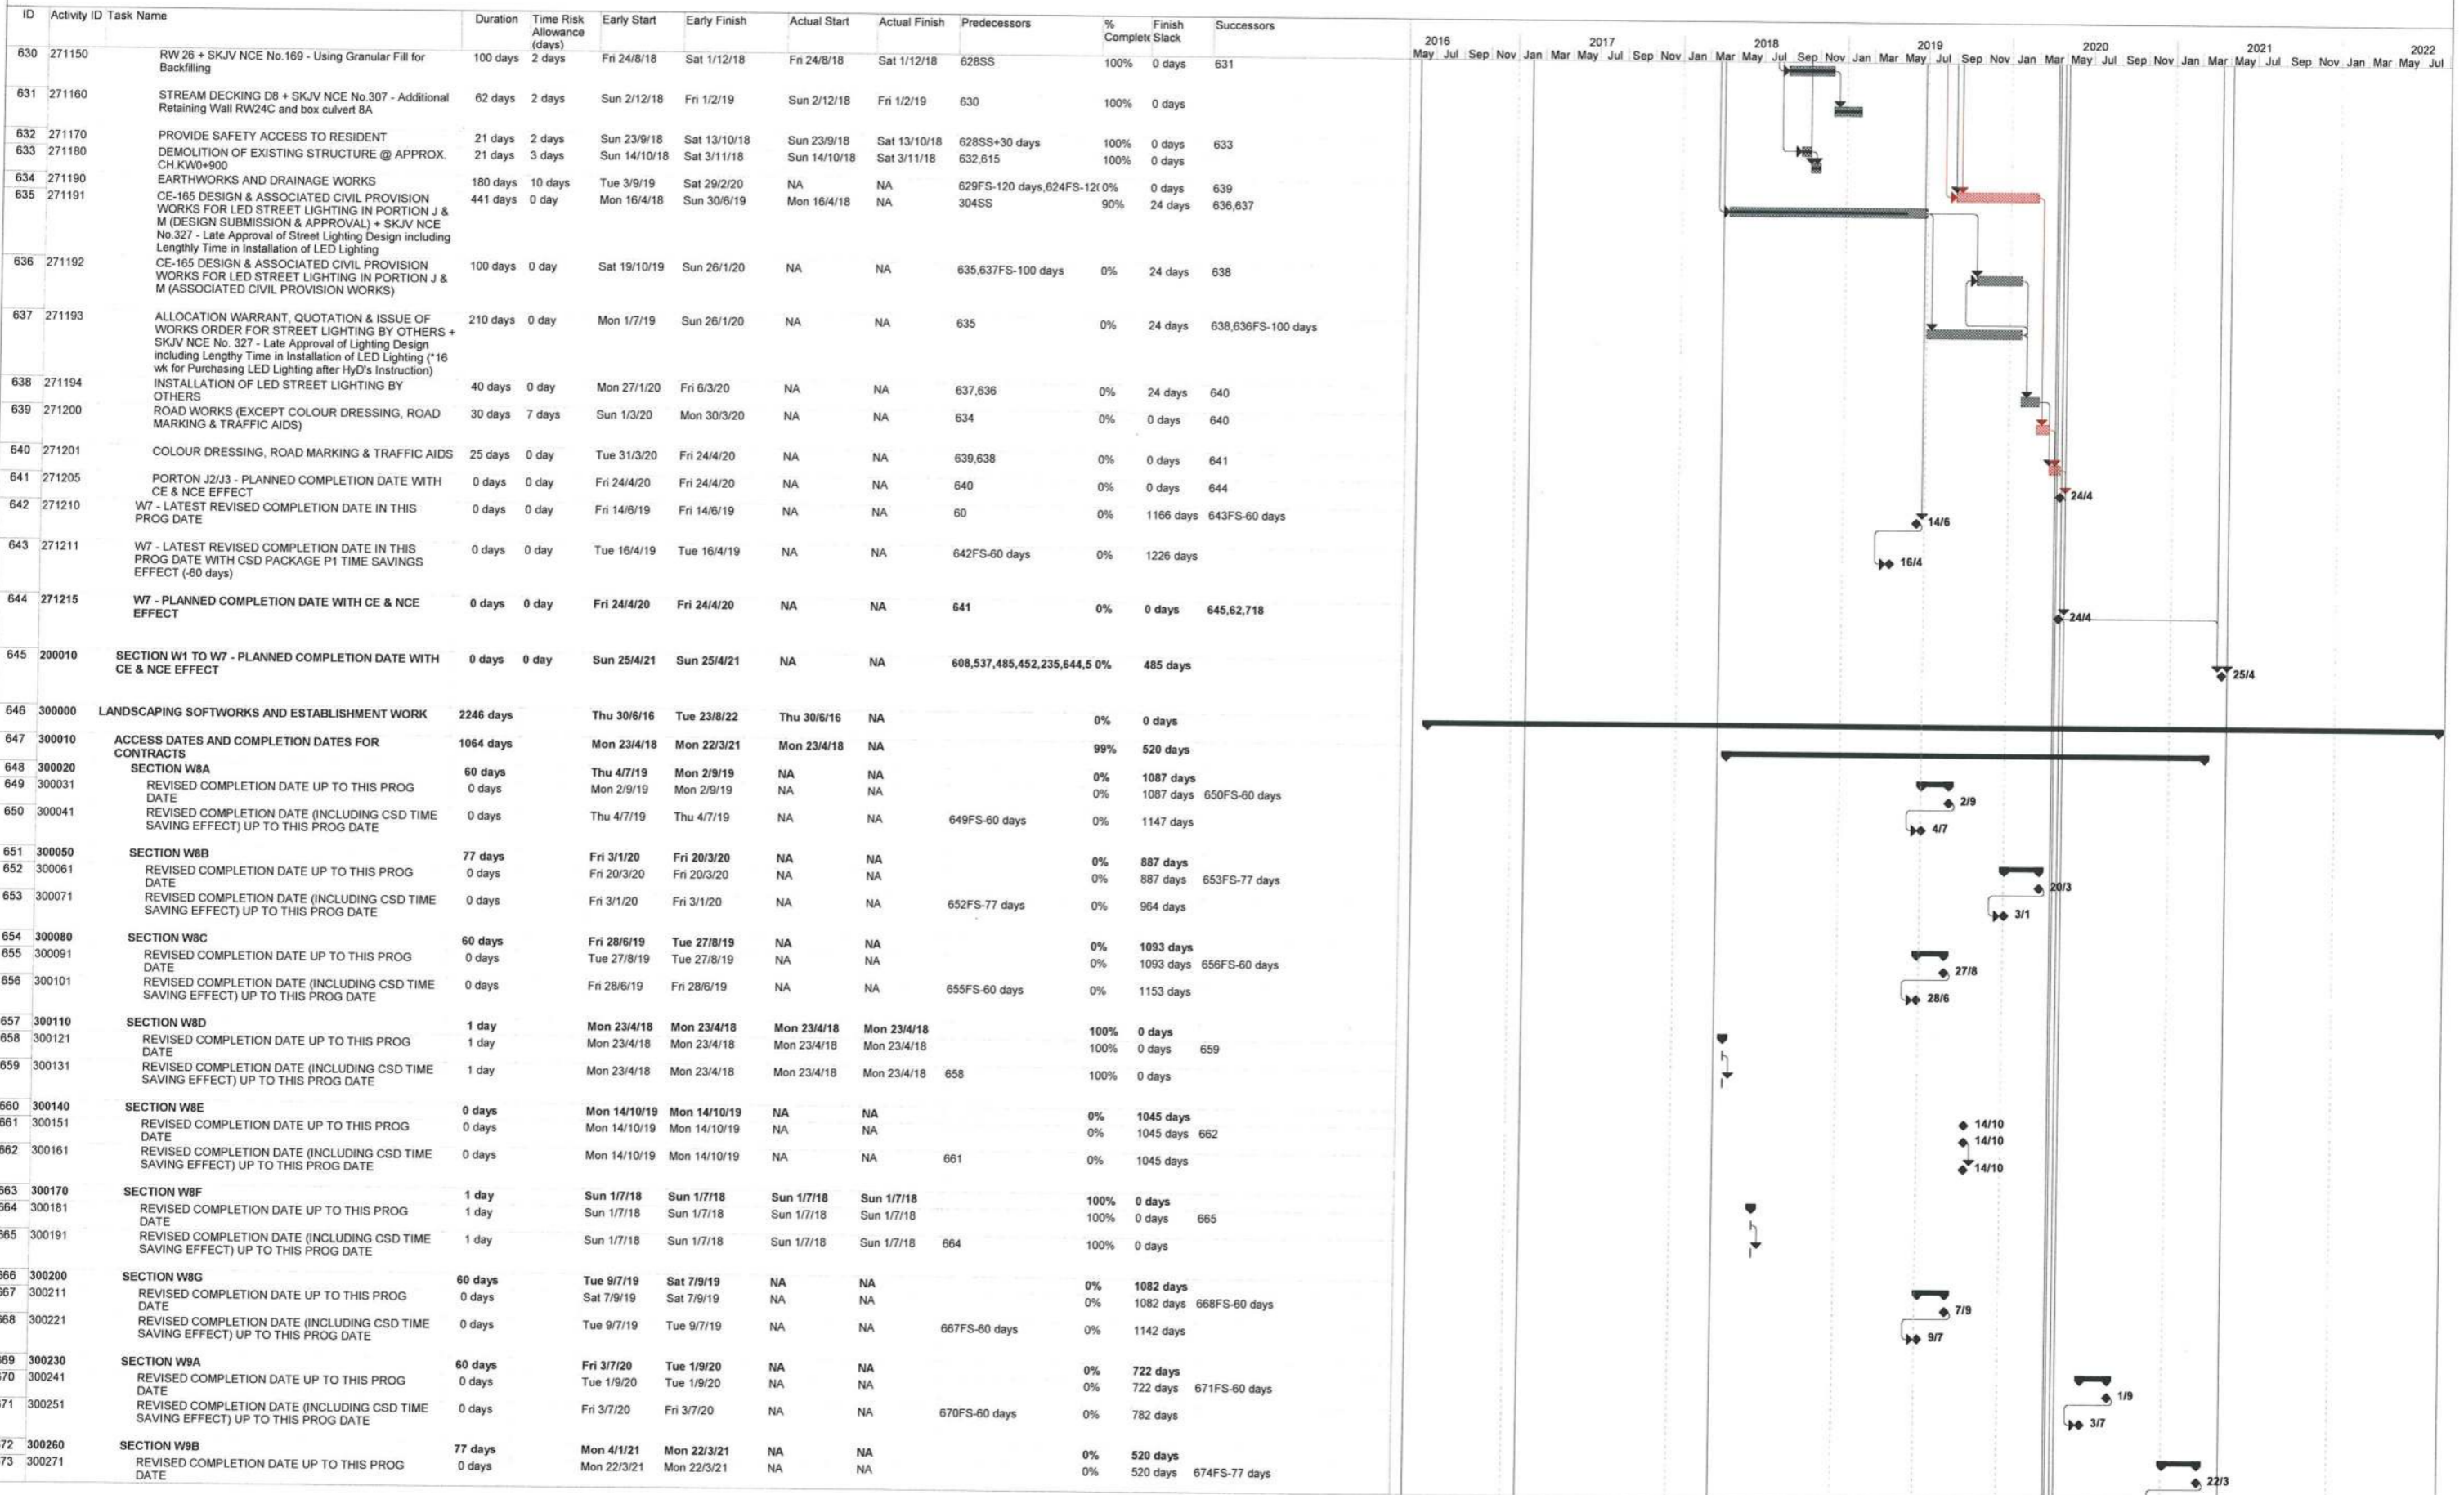 ID Activity ID Task Name Duration Time Risk Allowance (days) Early Start Early Finish Actual Start Actual Finish Predecessors % Complete Finish Slack Successors
2016 2017 2018 2019 2020 2021 2022
May Jul Sep Nov Jan Mar May Jul Sep Nov Jan Mar May Jul Sep Nov Jan Mar May Jul Sep Nov Jan Mar May Jul Sep Nov Jan Mar May Jul Sep Nov Jan Mar May Jul
630 271150 RW 26 + SKJV NCE No.169 - Using Granular Fill for 100 days 2 days Fri 24/8/18 Sat 1/12/18 Fri 24/8/18 Sat 1/12/18 628SS 100% 0 days 631
Backfilling
631 271160 STREAM DECKING D8 + SKJV NCE No.307 - Additional 62 days 2 days Sun 2/12/18 Fri 1/2/19 Sun 2/12/18 Fri 1/2/19 630 100% 0 days
Retaining Wall RW24C and box culvert 8A
632 271170 PROVIDE SAFETY ACCESS TO RESIDENT 21 days 2 days Sun 23/9/18 Sat 13/10/18 Sun 23/9/18 Sat 13/10/18 628SS+30 days 100% 0 days 633
633 271180 DEMOLITION OF EXISTING STRUCTURE @ APPROX. 21 days 3 days Sun 14/10/18 Sat 3/11/18 Sun 14/10/18 Sat 3/11/18 632,615 100% 0 days
CH.KW0+900
634 271190 EARTHWORKS AND DRAINAGE WORKS 180 days 10 days Tue 3/9/19 Sat 29/2/20 NA NA 629FS-120 days,624FS-12( 0% 0 days 639
635 271191 CE-165 DESIGN & ASSOCIATED CIVIL PROVISION 441 days 0 day Mon 16/4/18 Sun 30/6/19 Mon 16/4/18 NA 304SS 90% 24 days 636,637
WORKS FOR LED STREET LIGHTING IN PORTION J &
M (DESIGN SUBMISSION & APPROVAL) + SKJV NCE
No.327 - Late Approval of Street Lighting Design including
Lengthly Time in Installation of LED Lighting
636 271192 CE-165 DESIGN & ASSOCIATED CIVIL PROVISION 100 days 0 day Sat 19/10/19 Sun 26/1/20 NA NA 635,637FS-100 days 0% 24 days 638
WORKS FOR LED STREET LIGHTING IN PORTION J &
M (ASSOCIATED CIVIL PROVISION WORKS)
637 271193 ALLOCATION WARRANT, QUOTATION & ISSUE OF 210 days 0 day Mon 1/7/19 Sun 26/1/20 NA NA 635 0% 24 days 638,636FS-100 days
WORKS ORDER FOR STREET LIGHTING BY OTHERS +
SKJV NCE No. 327 - Late Approval of Lighting Design
including Lengthy Time in Installation of LED Lighting (*16
wk for Purchasing LED Lighting after HyD's Instruction)
638 271194 INSTALLATION OF LED STREET LIGHTING BY 40 days 0 day Mon 27/1/20 Fri 6/3/20 NA NA 637,636 0% 24 days 640
OTHERS
639 271200 ROAD WORKS (EXCEPT COLOUR DRESSING, ROAD 30 days 7 days Sun 1/3/20 Mon 30/3/20 NA NA 634 0% 0 days 640
MARKING & TRAFFIC AIDS)
640 271201 COLOUR DRESSING, ROAD MARKING & TRAFFIC AIDS 25 days 0 day Tue 31/3/20 Fri 24/4/20 NA NA 639,638 0% 0 days 641
641 271205 PORTON J2/J3 - PLANNED COMPLETION DATE WITH 0 days 0 day Fri 24/4/20 Fri 24/4/20 NA NA 640 0% 0 days 644 24/4
CE & NCE EFFECT
642 271210 W7 - LATEST REVISED COMPLETION DATE IN THIS 0 days 0 day Fri 14/6/19 Fri 14/6/19 NA NA 60 0% 1166 days 643FS-60 days 14/6
PROG DATE
643 271211 W7 - LATEST REVISED COMPLETION DATE IN THIS 0 days 0 day Tue 16/4/19 Tue 16/4/19 NA NA 642FS-60 days 0% 1226 days 16/4
PROG DATE WITH CSD PACKAGE P1 TIME SAVINGS
EFFECT (-60 days)
644 271215 W7 - PLANNED COMPLETION DATE WITH CE & NCE 0 days 0 day Fri 24/4/20 Fri 24/4/20 NA NA 641 0% 0 days 645,62,718 24/4
EFFECT
645 200010 SECTION W1 TO W7 - PLANNED COMPLETION DATE WITH 0 days 0 day Sun 25/4/21 Sun 25/4/21 NA NA 608,537,485,452,235,644,5 0% 485 days 25/4
CE & NCE EFFECT
646 300000 LANDSCAPING SOFTWORKS AND ESTABLISHMENT WORK 2246 days Thu 30/6/16 Tue 23/8/22 Thu 30/6/16 NA 0% 0 days
647 300010 ACCESS DATES AND COMPLETION DATES FOR 1064 days Mon 23/4/18 Mon 22/3/21 Mon 23/4/18 NA 99% 520 days
CONTRACTS
648 300020 SECTION W8A 60 days Thu 4/7/19 Mon 2/9/19 NA NA 0% 1087 days
649 300031 REVISED COMPLETION DATE UP TO THIS PROG 0 days Mon 2/9/19 Mon 2/9/19 NA NA 0% 1087 days 650FS-60 days 2/9
DATE
650 300041 REVISED COMPLETION DATE (INCLUDING CSD TIME 0 days Thu 4/7/19 Thu 4/7/19 NA NA 649FS-60 days 0% 1147 days 4/7
SAVING EFFECT) UP TO THIS PROG DATE
651 300050 SECTION W8B 77 days Fri 3/1/20 Fri 20/3/20 NA NA 0% 887 days
652 300061 REVISED COMPLETION DATE UP TO THIS PROG 0 days Fri 20/3/20 Fri 20/3/20 NA NA 0% 887 days 653FS-77 days 20/3
DATE
653 300071 REVISED COMPLETION DATE (INCLUDING CSD TIME 0 days Fri 3/1/20 Fri 3/1/20 NA NA 652FS-77 days 0% 964 days 3/1
SAVING EFFECT) UP TO THIS PROG DATE
654 300080 SECTION W8C 60 days Fri 28/6/19 Tue 27/8/19 NA NA 0% 1093 days
655 300091 REVISED COMPLETION DATE UP TO THIS PROG 0 days Tue 27/8/19 Tue 27/8/19 NA NA 0% 1093 days 656FS-60 days 27/8
DATE
656 300101 REVISED COMPLETION DATE (INCLUDING CSD TIME 0 days Fri 28/6/19 Fri 28/6/19 NA NA 655FS-60 days 0% 1153 days 28/6
SAVING EFFECT) UP TO THIS PROG DATE
657 300110 SECTION W8D 1 day Mon 23/4/18 Mon 23/4/18 Mon 23/4/18 Mon 23/4/18 100% 0 days
658 300121 REVISED COMPLETION DATE UP TO THIS PROG 1 day Mon 23/4/18 Mon 23/4/18 Mon 23/4/18 Mon 23/4/18 100% 0 days 659
DATE
659 300131 REVISED COMPLETION DATE (INCLUDING CSD TIME 1 day Mon 23/4/18 Mon 23/4/18 Mon 23/4/18 Mon 23/4/18 658 100% 0 days
SAVING EFFECT) UP TO THIS PROG DATE
660 300140 SECTION W8E 0 days Mon 14/10/19 Mon 14/10/19 NA NA 0% 1045 days 14/10
661 300151 REVISED COMPLETION DATE UP TO THIS PROG 0 days Mon 14/10/19 Mon 14/10/19 NA NA 0% 1045 days 662 14/10
DATE
662 300161 REVISED COMPLETION DATE (INCLUDING CSD TIME 0 days Mon 14/10/19 Mon 14/10/19 NA NA 661 0% 1045 days 14/10
SAVING EFFECT) UP TO THIS PROG DATE
663 300170 SECTION W8F 1 day Sun 1/7/18 Sun 1/7/18 Sun 1/7/18 Sun 1/7/18 100% 0 days
664 300181 REVISED COMPLETION DATE UP TO THIS PROG 1 day Sun 1/7/18 Sun 1/7/18 Sun 1/7/18 Sun 1/7/18 100% 0 days 665
DATE
665 300191 REVISED COMPLETION DATE (INCLUDING CSD TIME 1 day Sun 1/7/18 Sun 1/7/18 Sun 1/7/18 Sun 1/7/18 664 100% 0 days
SAVING EFFECT) UP TO THIS PROG DATE
666 300200 SECTION W8G 60 days Tue 9/7/19 Sat 7/9/19 NA NA 0% 1082 days
667 300211 REVISED COMPLETION DATE UP TO THIS PROG 0 days Sat 7/9/19 Sat 7/9/19 NA NA 0% 1082 days 668FS-60 days 7/9
DATE
668 300221 REVISED COMPLETION DATE (INCLUDING CSD TIME 0 days Tue 9/7/19 Tue 9/7/19 NA NA 667FS-60 days 0% 1142 days 9/7
SAVING EFFECT) UP TO THIS PROG DATE
69 300230 SECTION W9A 60 days Fri 3/7/20 Tue 1/9/20 NA NA 0% 722 days
70 300241 REVISED COMPLETION DATE UP TO THIS PROG 0 days Tue 1/9/20 Tue 1/9/20 NA NA 0% 722 days 671FS-60 days 1/9
DATE
71 300251 REVISED COMPLETION DATE (INCLUDING CSD TIME 0 days Fri 3/7/20 Fri 3/7/20 NA NA 670FS-60 days 0% 782 days 3/7
SAVING EFFECT) UP TO THIS PROG DATE
72 300260 SECTION W9B 77 days Mon 4/1/21 Mon 22/3/21 NA NA 0% 520 days
73 300271 REVISED COMPLETION DATE UP TO THIS PROG 0 days Mon 22/3/21 Mon 22/3/21 NA NA 0% 520 days 674FS-77 days 22/3
DATE